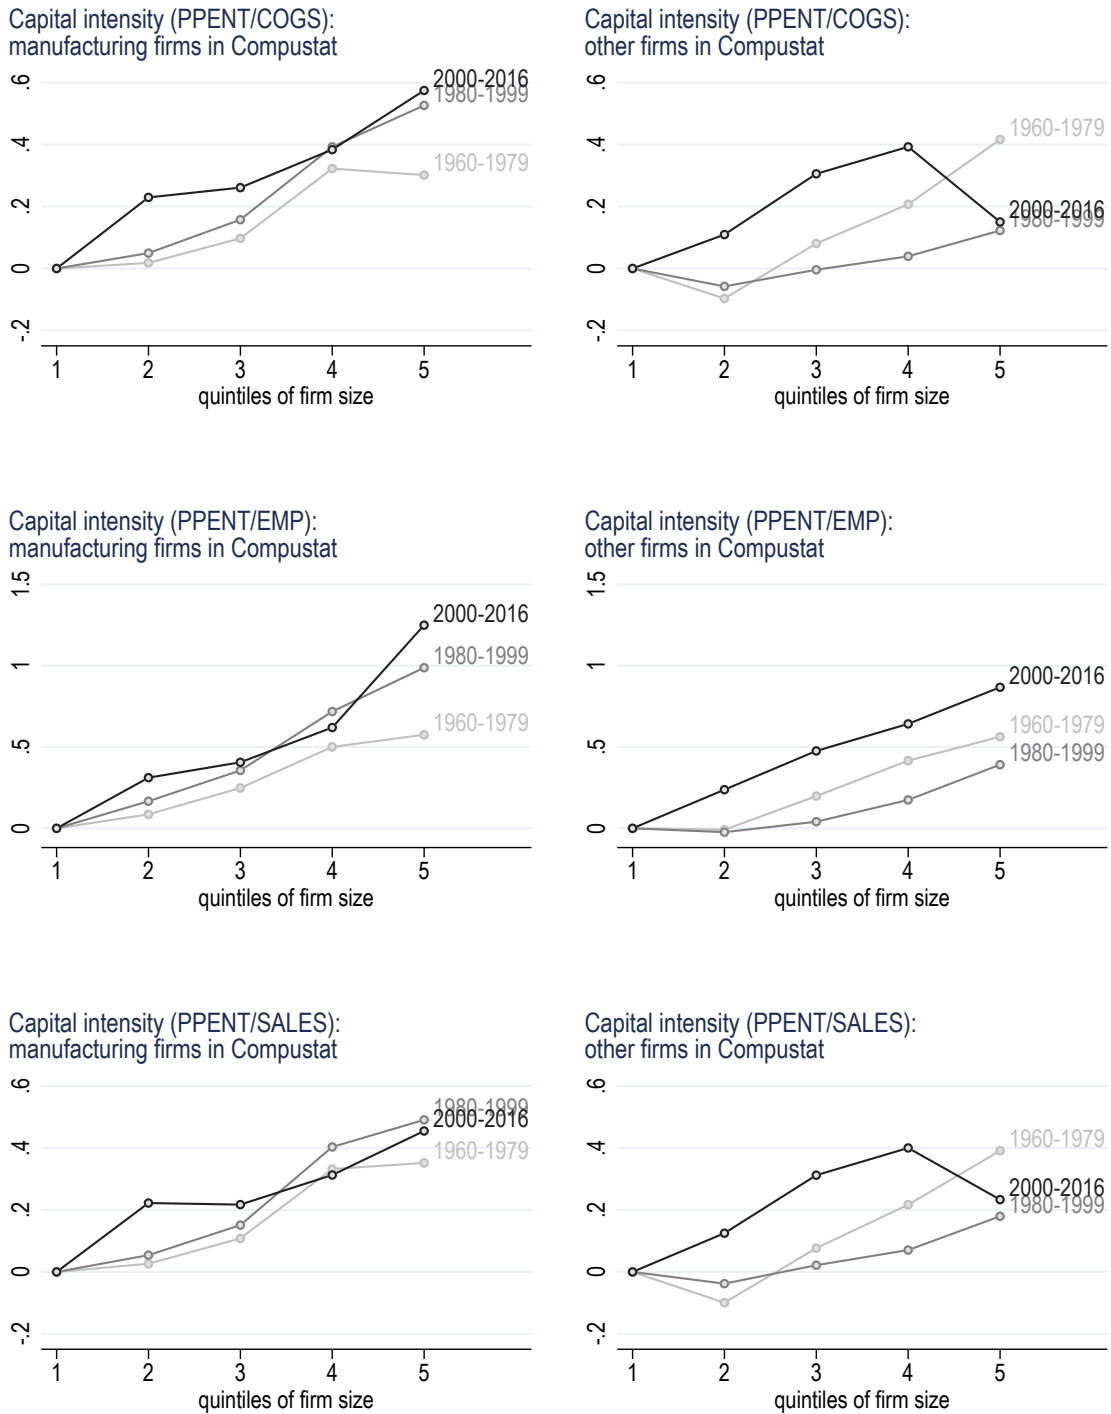 Capital intensity (PPENT/COGS):
manufacturing firms in Compustat
.6
.4
.2
0
-.2
2000-2016
1980-1999
1960-1979
1 2 3 4 5
quintiles of firm size
Capital intensity (PPENT/COGS):
other firms in Compustat
.6
.4
.2
0
-.2
1960-1979
2000-2016
1980-1999
1 2 3 4 5
quintiles of firm size
Capital intensity (PPENT/EMP):
manufacturing firms in Compustat
1.5
1
.5
0
2000-2016
1980-1999
1960-1979
1 2 3 4 5
quintiles of firm size
Capital intensity (PPENT/EMP):
other firms in Compustat
1.5
1
.5
0
2000-2016
1960-1979
1980-1999
1 2 3 4 5
quintiles of firm size
Capital intensity (PPENT/SALES):
manufacturing firms in Compustat
.6
.4
.2
0
-.2
1980-1999
2000-2016
1960-1979
1 2 3 4 5
quintiles of firm size
Capital intensity (PPENT/SALES):
other firms in Compustat
.6
.4
.2
0
-.2
1960-1979
2000-2016
1980-1999
1 2 3 4 5
quintiles of firm size